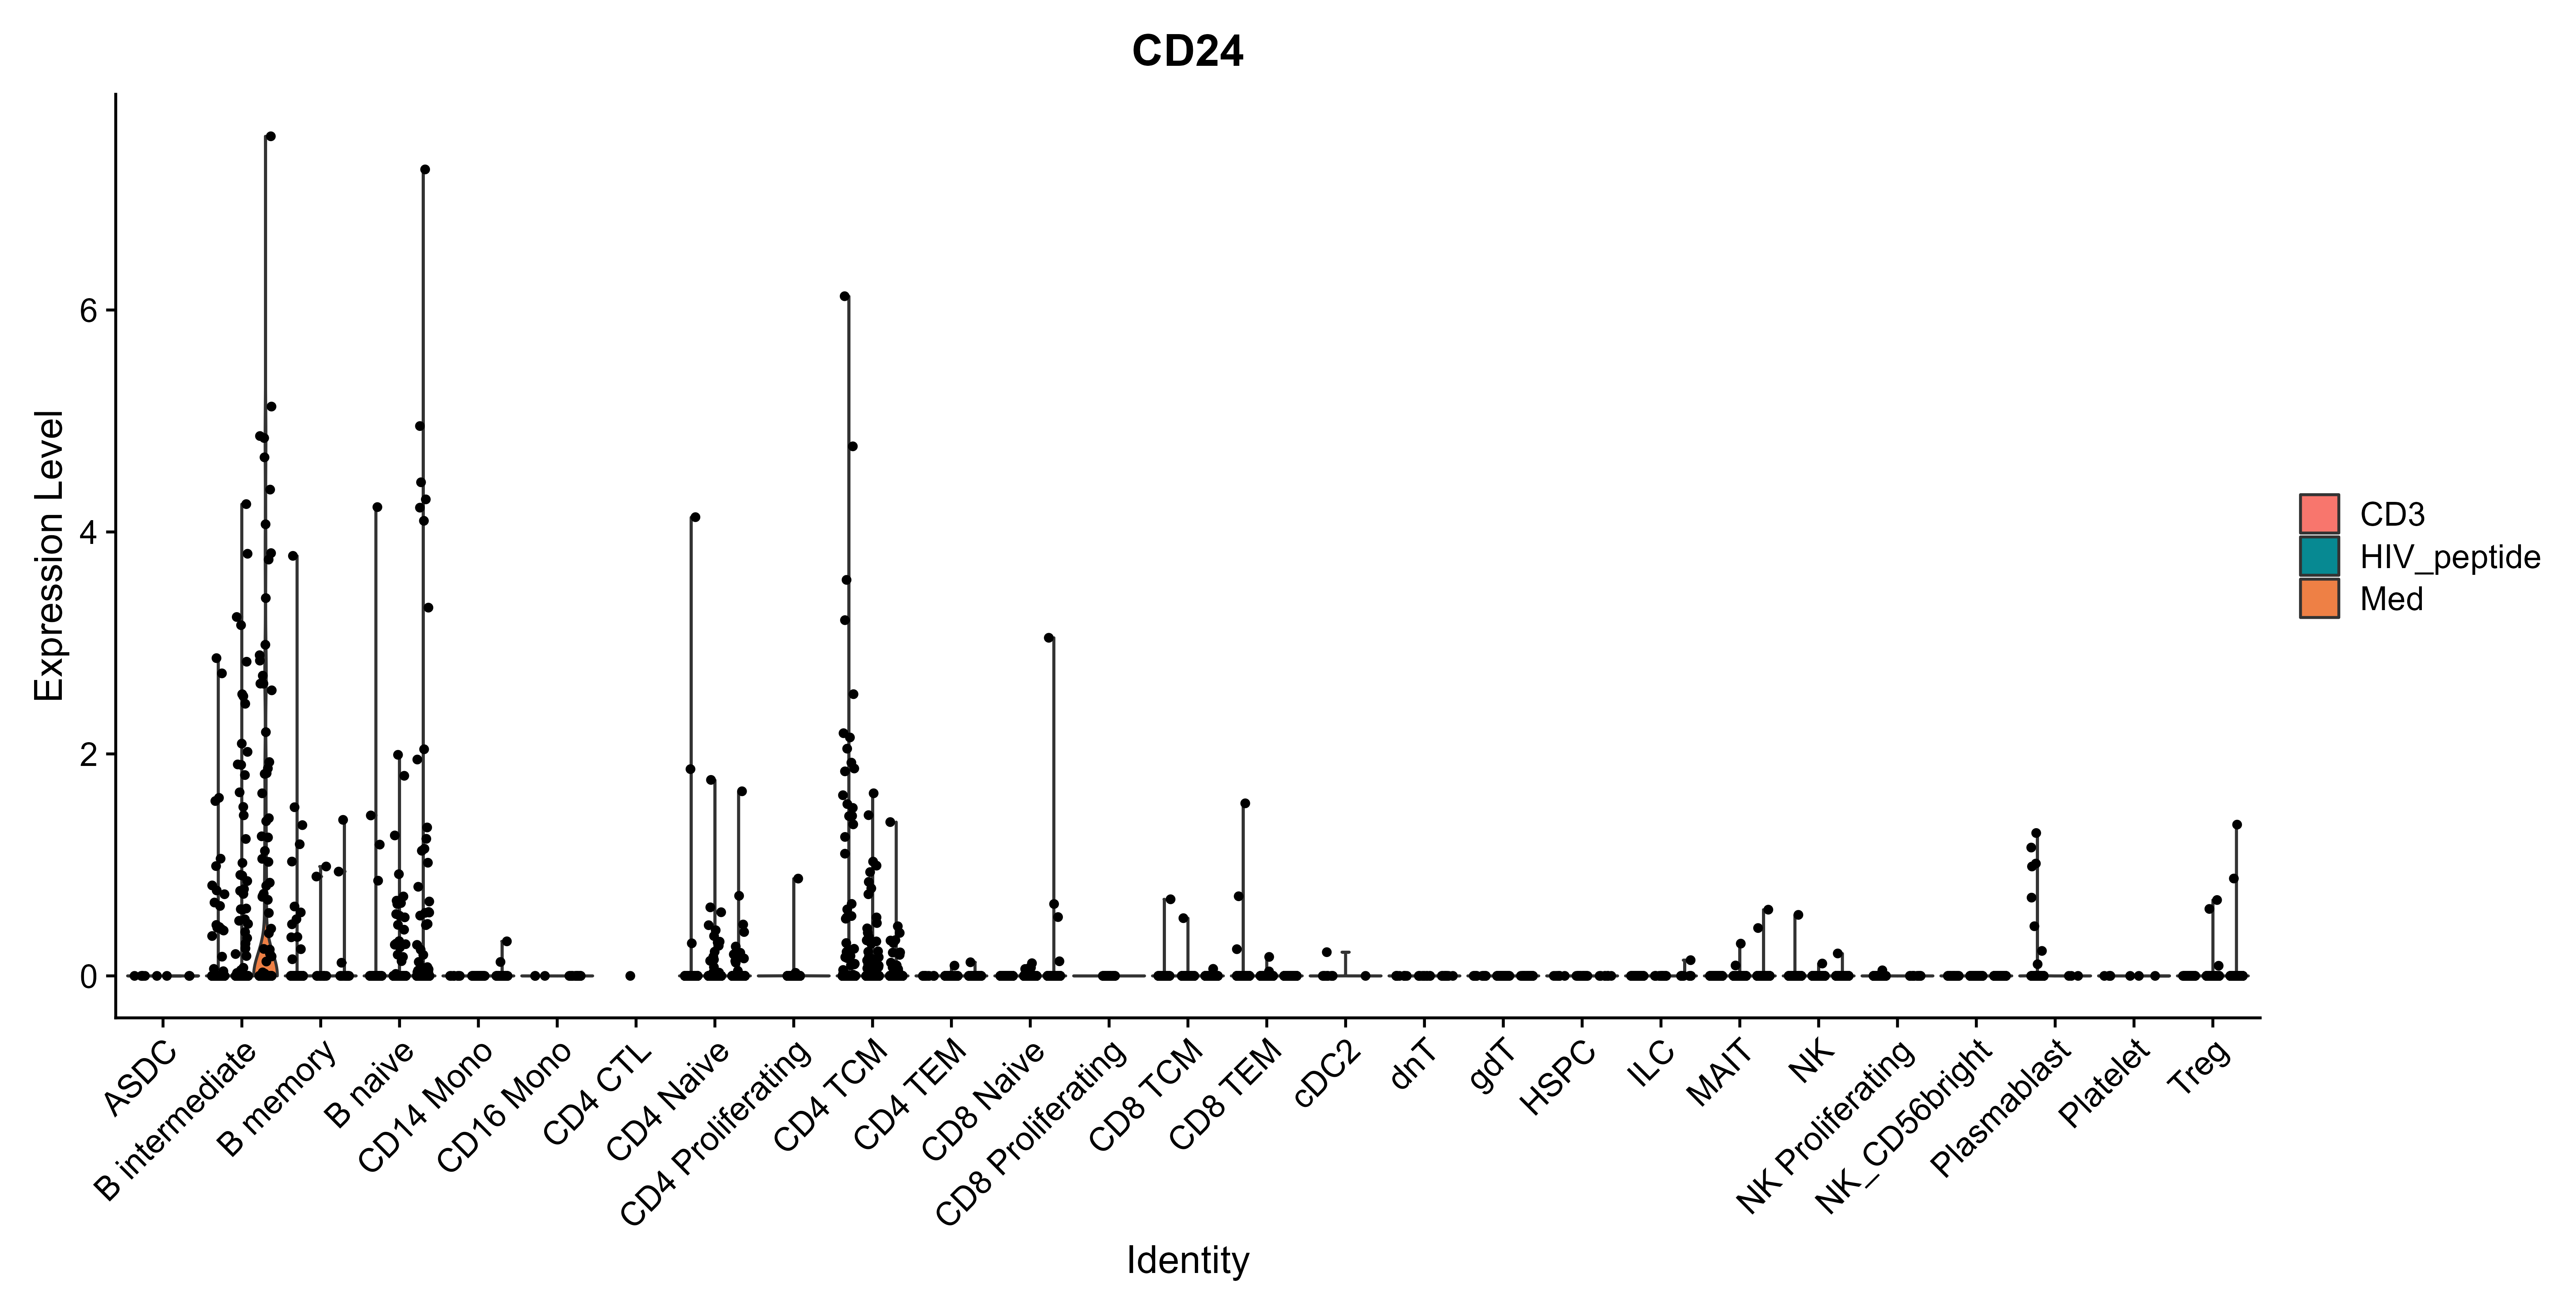 CD24
Expression Level
6
4
2
0
ASDC
B intermediate
B memory
B naive
CD14 Mono
CD16 Mono
CD4 CTL
CD4 Naive
CD4 Proliferating
CD4 TCM
CD4 TEM
CD8 Naive
CD8 Proliferating
CD8 TCM
CD8 TEM
cDC2
dnT
gdT
HSPC
ILC
MAIT
NK
NK Proliferating
NK_CD56bright
Plasmablast
Platelet
Treg
Identity
CD3
HIV_peptide
Med